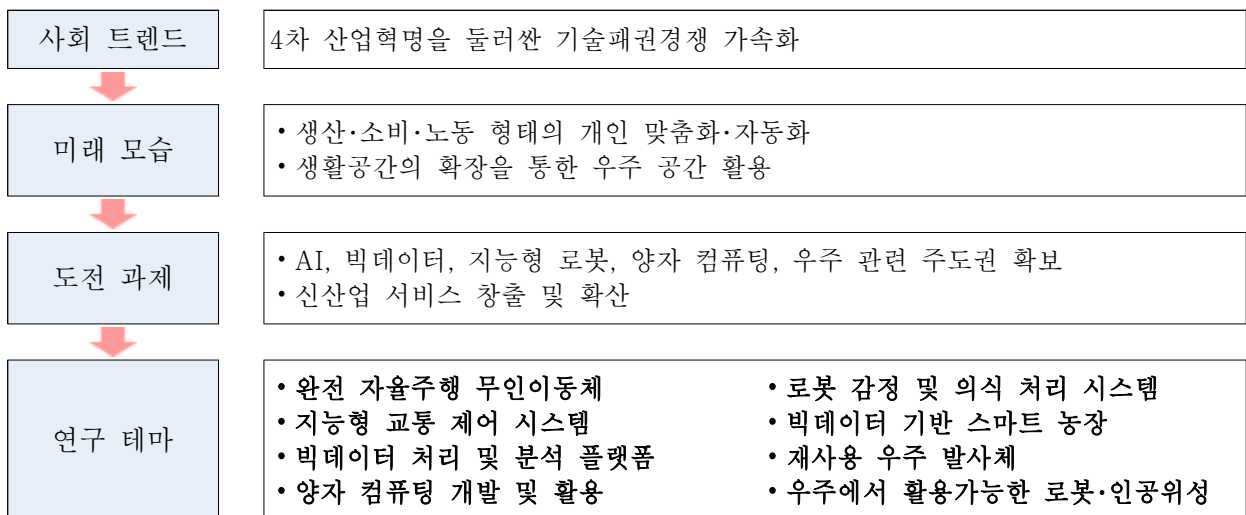 사회 트렌드
4차 산업혁명을 둘러싼 기술패권경쟁 가속화
미래 모습
• 생산·소비·노동 형태의 개인 맞춤화·자동화
• 생활공간의 확장을 통한 우주 공간 활용
도전 과제
• AI, 빅데이터, 지능형 로봇, 양자 컴퓨팅, 우주 관련 주도권 확보
• 신산업 서비스 창출 및 확산
연구 테마
• 완전 자율주행 무인이동체
• 지능형 교통 제어 시스템
• 빅데이터 처리 및 분석 플랫폼
• 양자 컴퓨팅 개발 및 활용
• 로봇 감정 및 의식 처리 시스템
• 빅데이터 기반 스마트 농장
• 재사용 우주 발사체
• 우주에서 활용가능한 로봇·인공위성